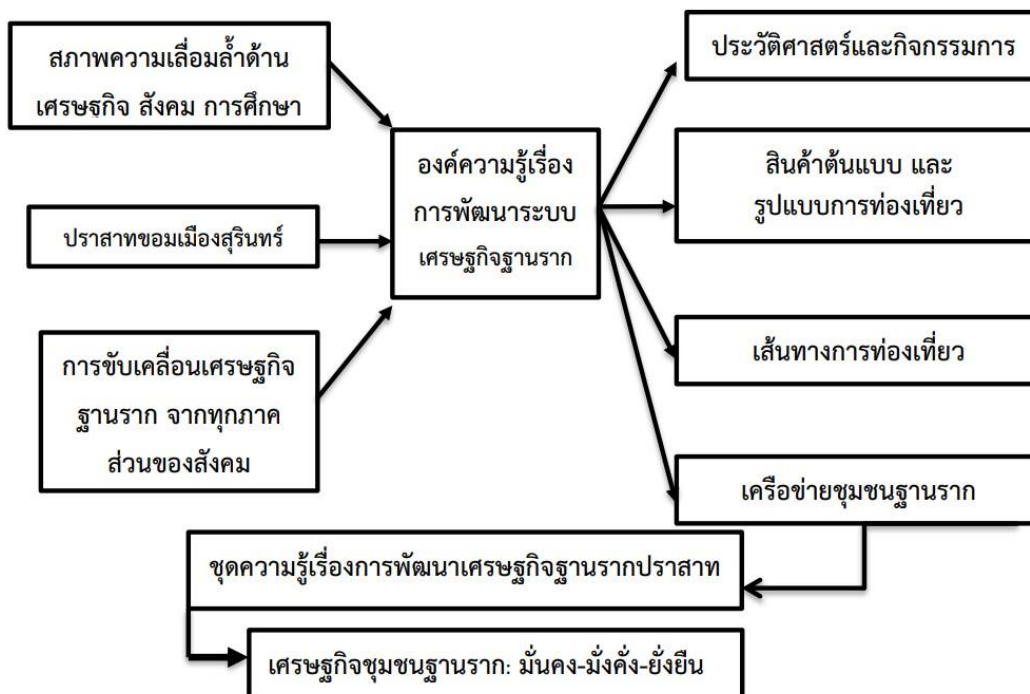 สภาพความเลื่อมล้ำด้าน
เศรษฐกิจ สังคม การศึกษา
ปราสาทขอมเมืองสุรินทร์
การขับเคลื่อนเศรษฐกิจ
ฐานราก จากทุกภาค
ส่วนของสังคม
องค์ความรู้เรื่อง
การพัฒนาระบบ
เศรษฐกิจฐานราก
ประวัติศาสตร์และกิจกรรมการ
สินค้าต้นแบบ และ
รูปแบบการท่องเที่ยว
เส้นทางการท่องเที่ยว
เครือข่ายชุมชนฐานราก
ชุดความรู้เรื่องการพัฒนาเศรษฐกิจฐานรากปราสาท
เศรษฐกิจชุมชนฐานราก: มั่นคง-มั่งคั่ง-ยั่งยืน